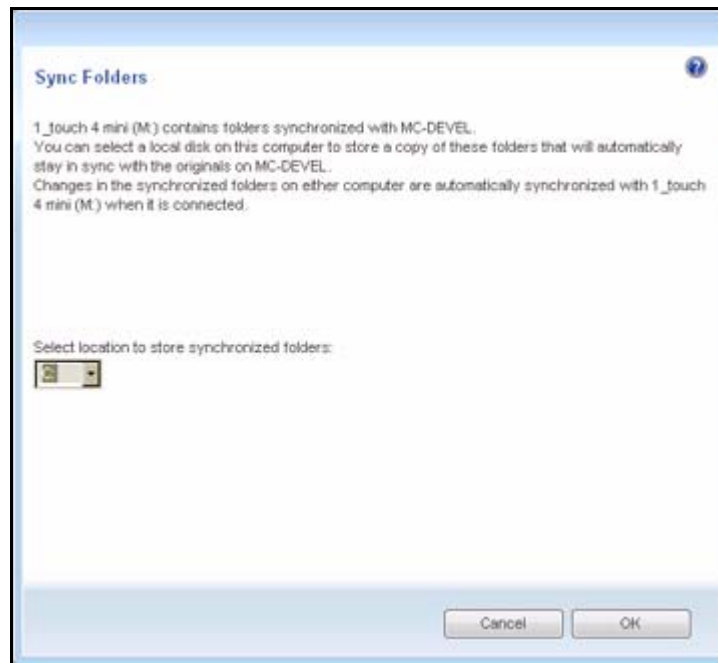 Sync Folders
1_touch 4 mini (M:) contains folders synchronized with MC-DEVEL.
You can select a local disk on this computer to store a copy of these folders that will automatically
stay in sync with the originals on MC-DEVEL.
Changes in the synchronized folders on either computer are automatically synchronized with 1_touch
4 mini (M:) when it is connected.
Select location to store synchronized folders:
Cancel OK